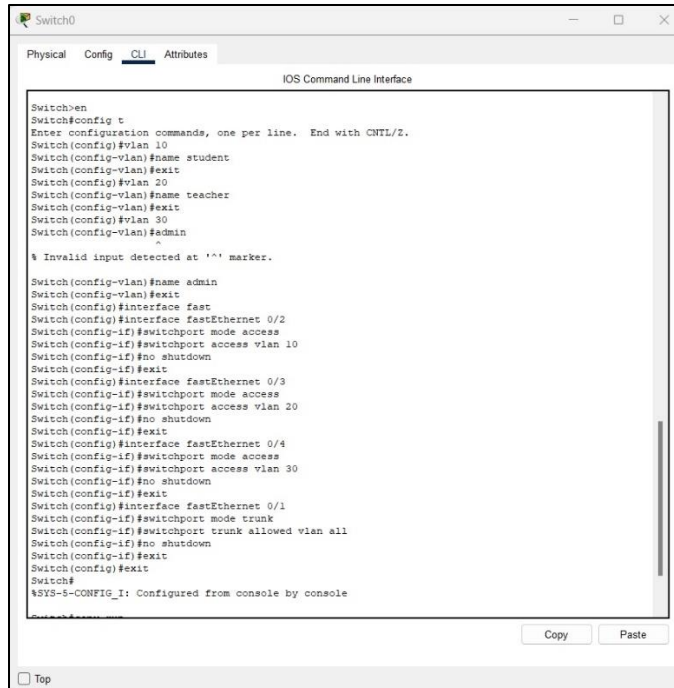 Switch0
Physical Config CLI Attributes
IOS Command Line Interface
Switch>en
Switch#config t
Enter configuration commands, one per line. End with CNTL/Z.
Switch(config)#vlan 10
Switch(config-vlan)#name student
Switch(config-vlan)#exit
Switch(config)#vlan 20
Switch(config-vlan)#name teacher
Switch(config-vlan)#exit
Switch(config)#vlan 30
Switch(config-vlan)#admin
^
% Invalid input detected at '^' marker.
Switch(config-vlan)#name admin
Switch(config-vlan)#exit
Switch(config)#interface fast
Switch(config)#interface fastEthernet 0/2
Switch(config-if)#switchport mode access
Switch(config-if)#switchport access vlan 10
Switch(config-if)#no shutdown
Switch(config-if)#exit
Switch(config)#interface fastEthernet 0/3
Switch(config-if)#switchport mode access
Switch(config-if)#switchport access vlan 20
Switch(config-if)#no shutdown
Switch(config-if)#exit
Switch(config)#interface fastEthernet 0/4
Switch(config-if)#switchport mode access
Switch(config-if)#switchport access vlan 30
Switch(config-if)#no shutdown
Switch(config-if)#exit
Switch(config)#interface fastEthernet 0/1
Switch(config-if)#switchport mode trunk
Switch(config-if)#switchport trunk allowed vlan all
Switch(config-if)#no shutdown
Switch(config-if)#exit
Switch(config)#exit
Switch#
%SYS-5-CONFIG_I: Configured from console by console
Copy Paste
Top